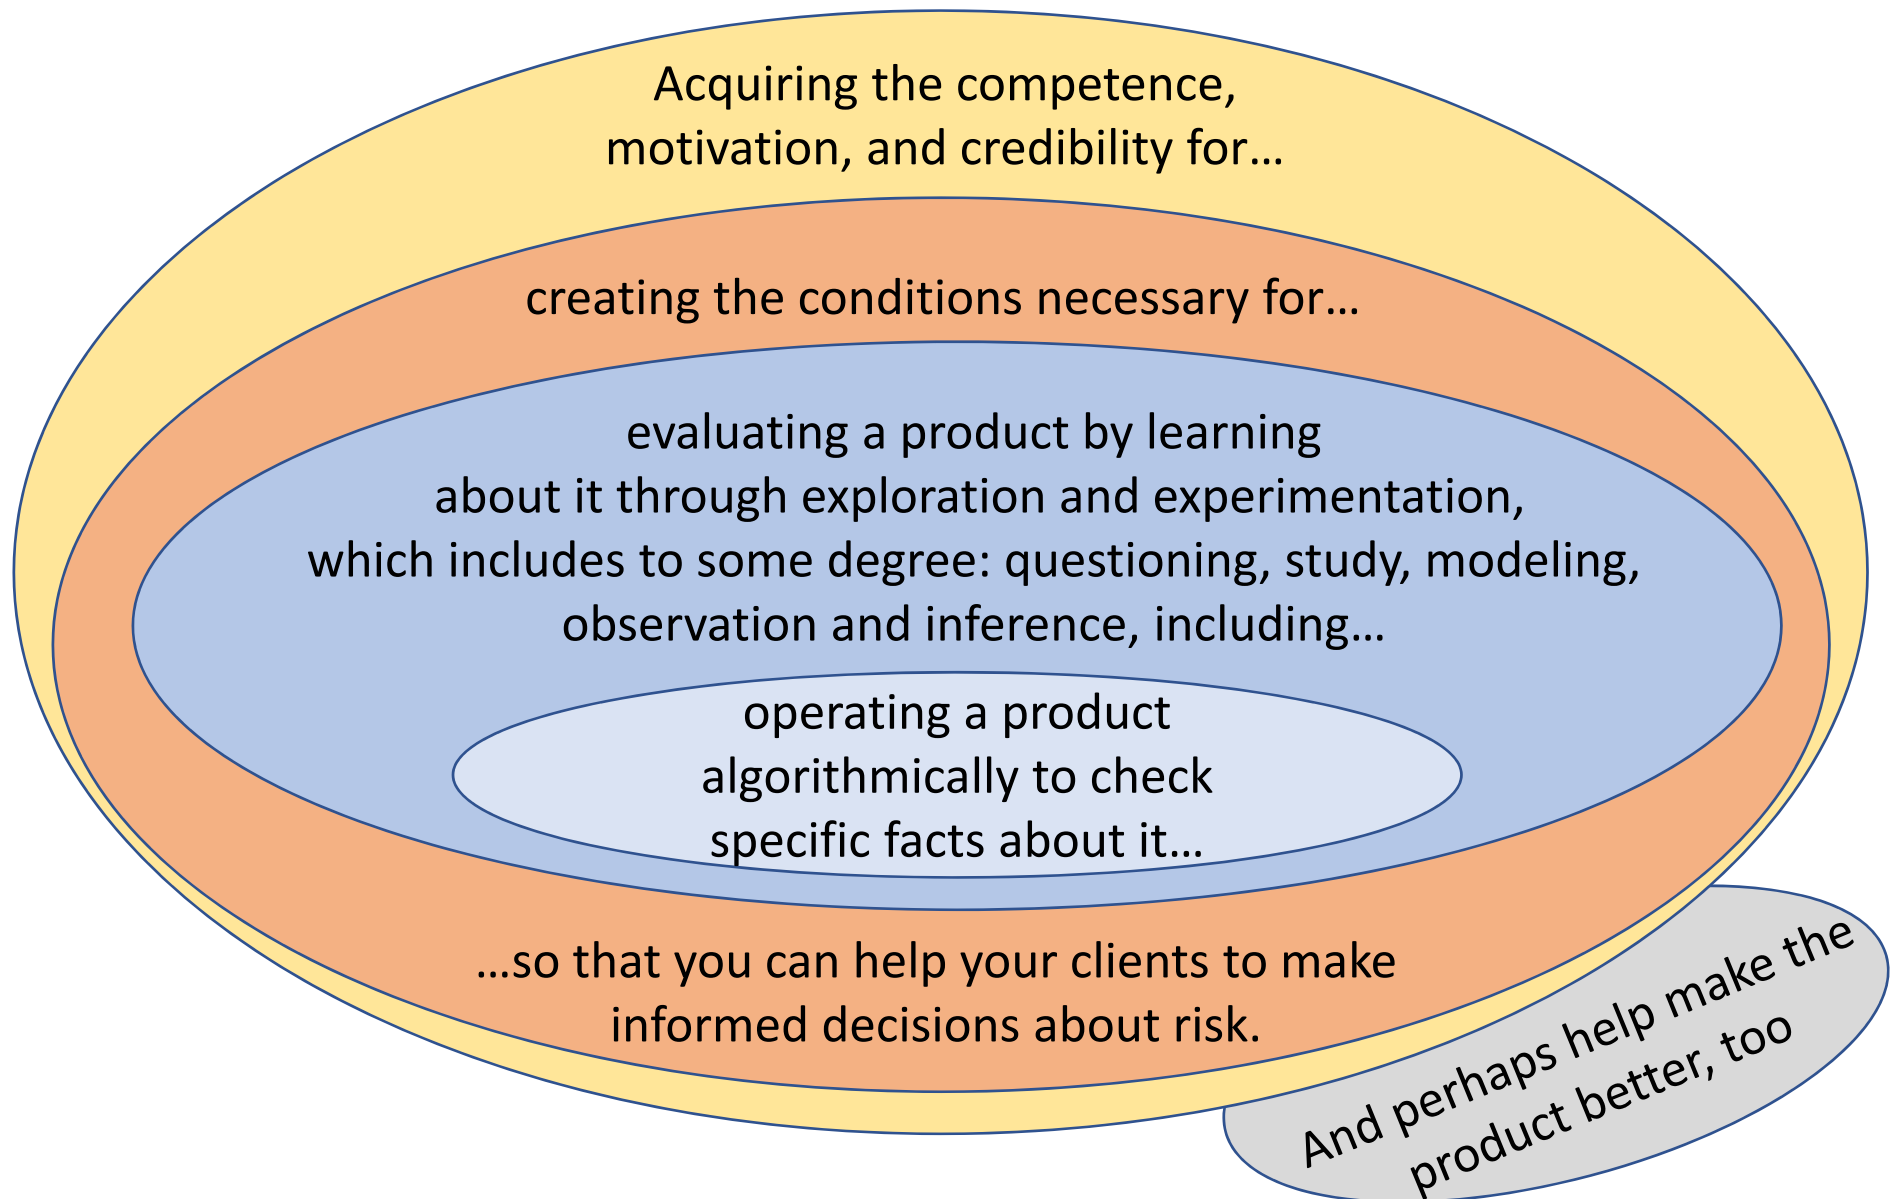 Acquiring the competence,
motivation, and credibility for…
creating the conditions necessary for…
evaluating a product by learning
about it through exploration and experimentation,
which includes to some degree: questioning, study, modeling,
observation and inference, including…
operating a product
algorithmically to check
specific facts about it…
…so that you can help your clients to make
informed decisions about risk.
And perhaps help make the
product better, too